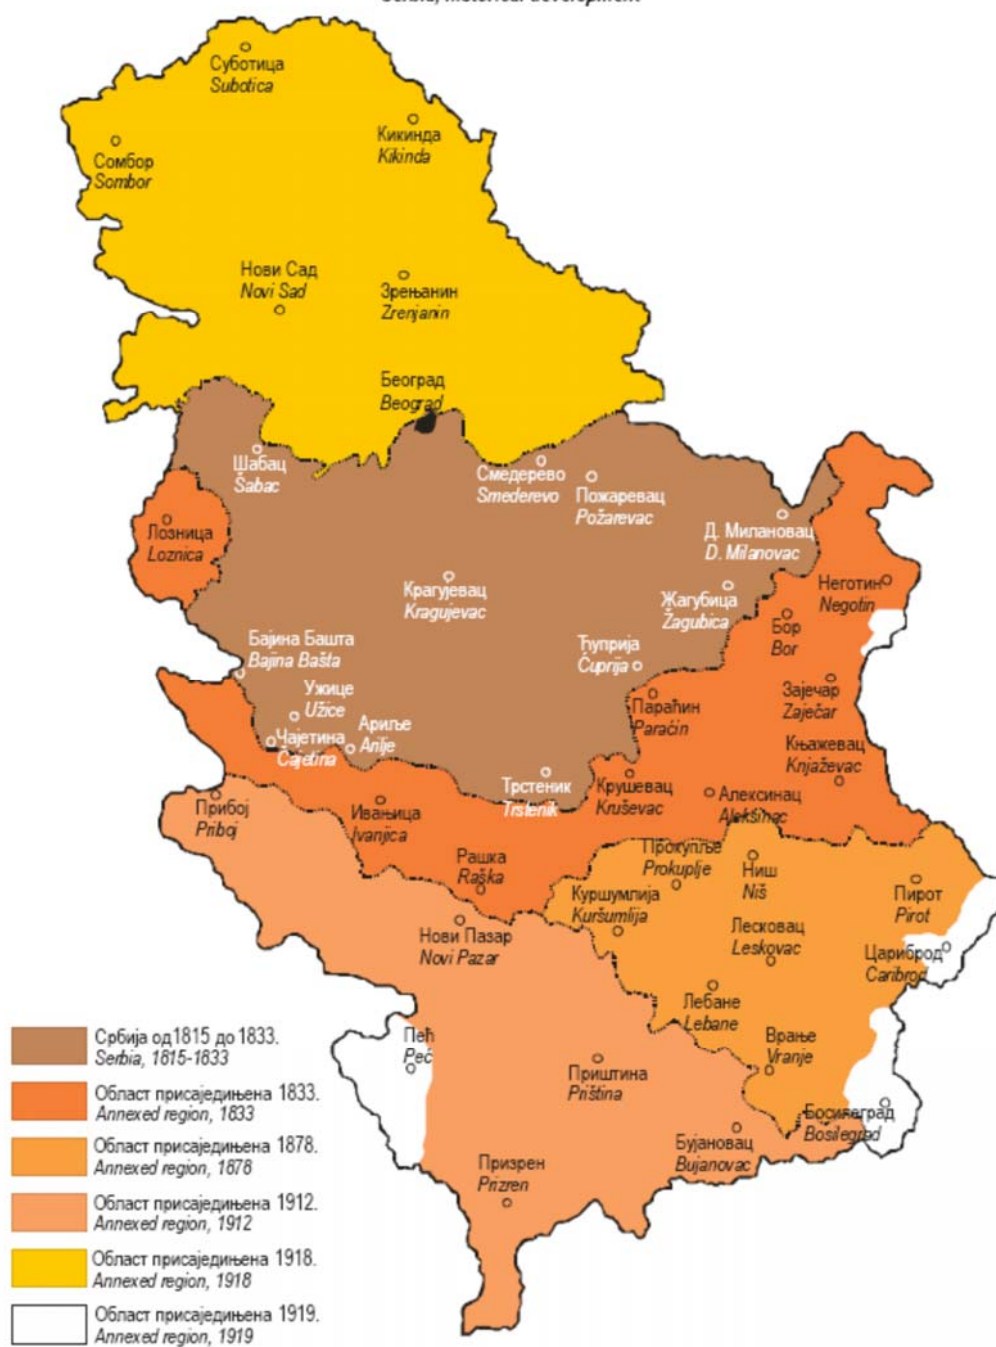 Serbia, historical development
Суботица
Subotica
Кикинда
Kikinda
Сомбор
Sombor
Нови Сад
Novi Sad
Зрењанин
Zrenjanin
Београд
Beograd
Шабац
Šabac
Смедерево
Smederevo
Пожаревац
Požarevac
Лозница
Loznica
Д. Милановац
D. Milanovac
Крагујевац
Kragujevac
Жагубица
Žagubica
Неготин
Negotin
Бор
Bor
Бајина Башта
Bajina Bašta
Ћуприја
Ćuprija
Ужице
Užice
Параћин
Paraćin
Зајечар
Zaječar
Чајетина
Čajetina
Ариље
Arilje
Књажевац
Knjaževac
Трстеник
Trstenik
Крушевац
Kruševac
Алексинац
Aleksinac
Прибој
Priboj
Ивањица
Ivanjica
Рашка
Raška
Прокупље
Prokuplje
Ниш
Niš
Куршумлија
Kuršumlija
Пирот
Pirot
Нови Пазар
Novi Pazar
Лесковац
Leskovac
Цариброд
Caribrod
Лебане
Lebane
Пећ
Peć
Врање
Vranje
Приштина
Priština
Босилеград
Bosilegrad
Бујановац
Bujanovac
Призрен
Prizren
Србија од 1815 до 1833.
Serbia, 1815-1833
Област присаједињена 1833.
Annexed region, 1833
Област присаједињена 1878.
Annexed region, 1878
Област присаједињена 1912.
Annexed region, 1912
Област присаједињена 1918.
Annexed region, 1918
Област присаједињена 1919.
Annexed region, 1919